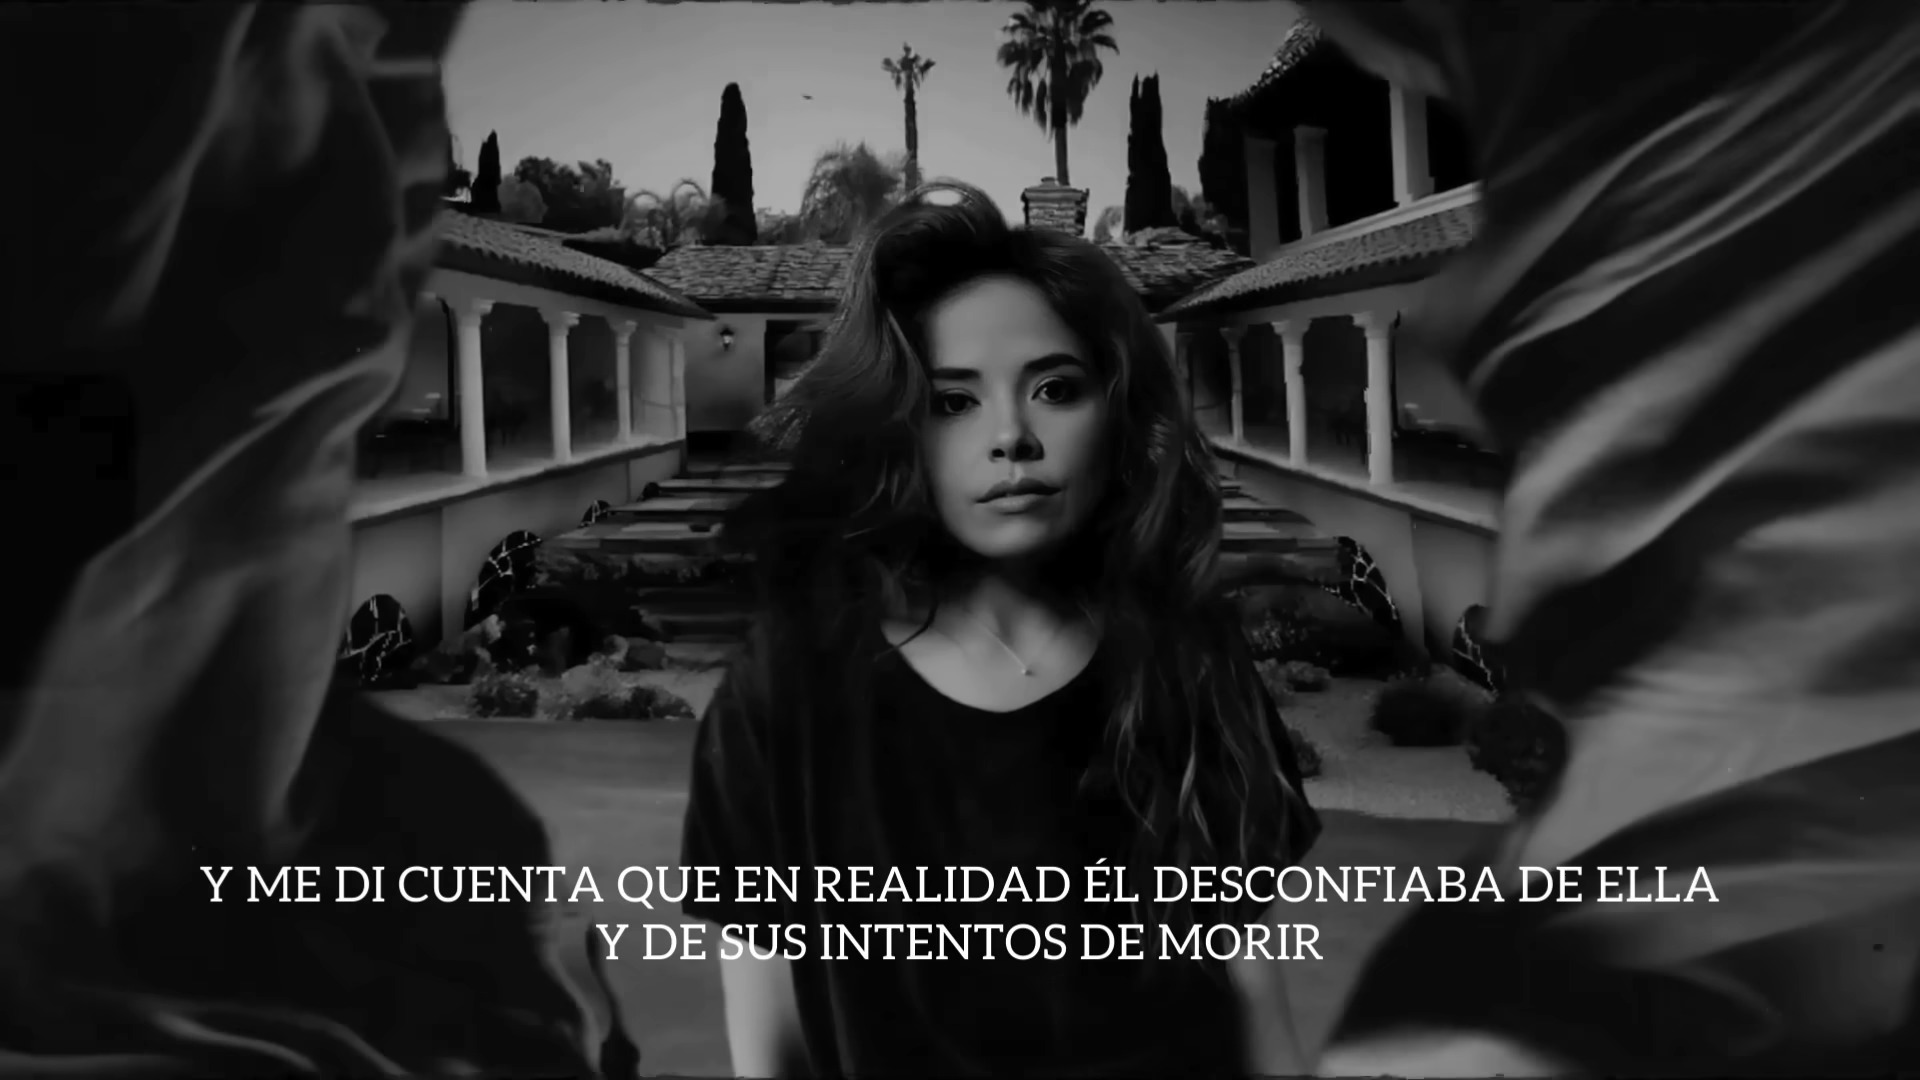 Y ME DI CUENTA QUE EN REALIDAD ÉL DESCONFIABA DE ELLA
Y DE SUS INTENTOS DE MORIR